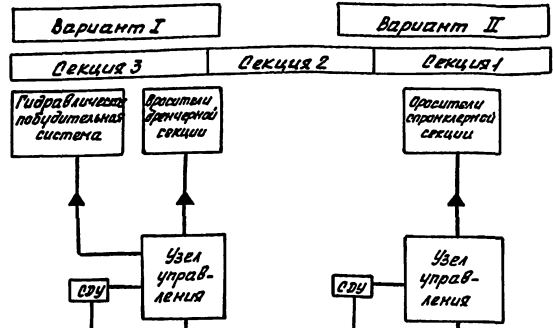 Вариант I
Вариант II
Секция 3
Секция 2
Секция 1
Гидравличеста
побудительная
система
Оросители
дренчерной
секции
Оросители
спринклерной
секции
Узел
управ-
ления
СДУ
Узел
управ-
ления
СДУ